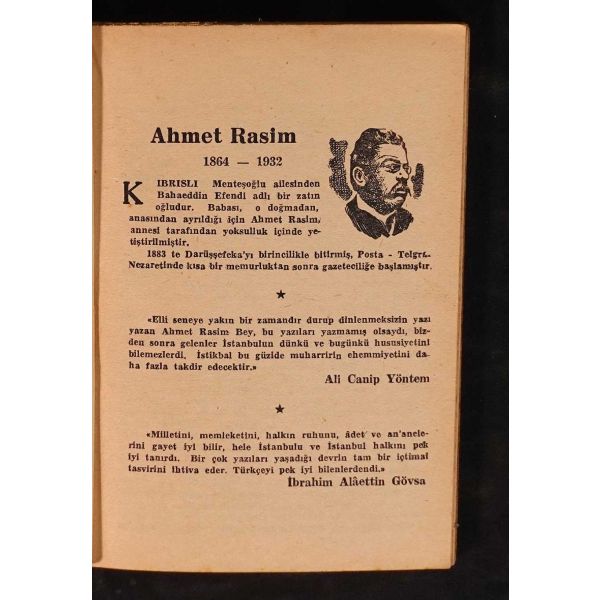 Ahmet Rasim
1864 — 1932
KIBRISLI Menteşoğlu ailesinden
Bahaeddin Efendi adlı bir zatın
oğludur. Babası, o doğmadan,
anasından ayrıldığı için Ahmet Rasim,
annesi tarafından yoksulluk içinde ye-
tiştirilmiştir.
1883 te Darüşşefeka'yı birincilikle bitirmiş, Posta - Telgraf
Nezaretinde kısa bir memurluktan sonra gazeteciliğe başlamıştır.
★
«Elli seneye yakın bir zamandır durup dinlenmeksizin yazı
yazan Ahmet Rasim Bey, bu yazıları yazmamış olsaydı, biz-
den sonra gelenler İstanbulun dünkü ve bugünkü hususiyetini
bilemezlerdi. İstikbal bu güzide muharririn ehemmiyetini da-
ha fazla takdir edecektir.»
Ali Canip Yöntem
★
«Milletini, memleketini, halkın ruhunu, âdet ve an'anele-
rini gayet iyi bilir, hele İstanbulu ve İstanbul halkını pek
iyi tanırdı. Bir çok yazıları yaşadığı devrin tam bir içtimaî
tasvirini ihtiva eder. Türkçeyi pek iyi bilenlerdendi.»
İbrahim Alâettin Gövsa